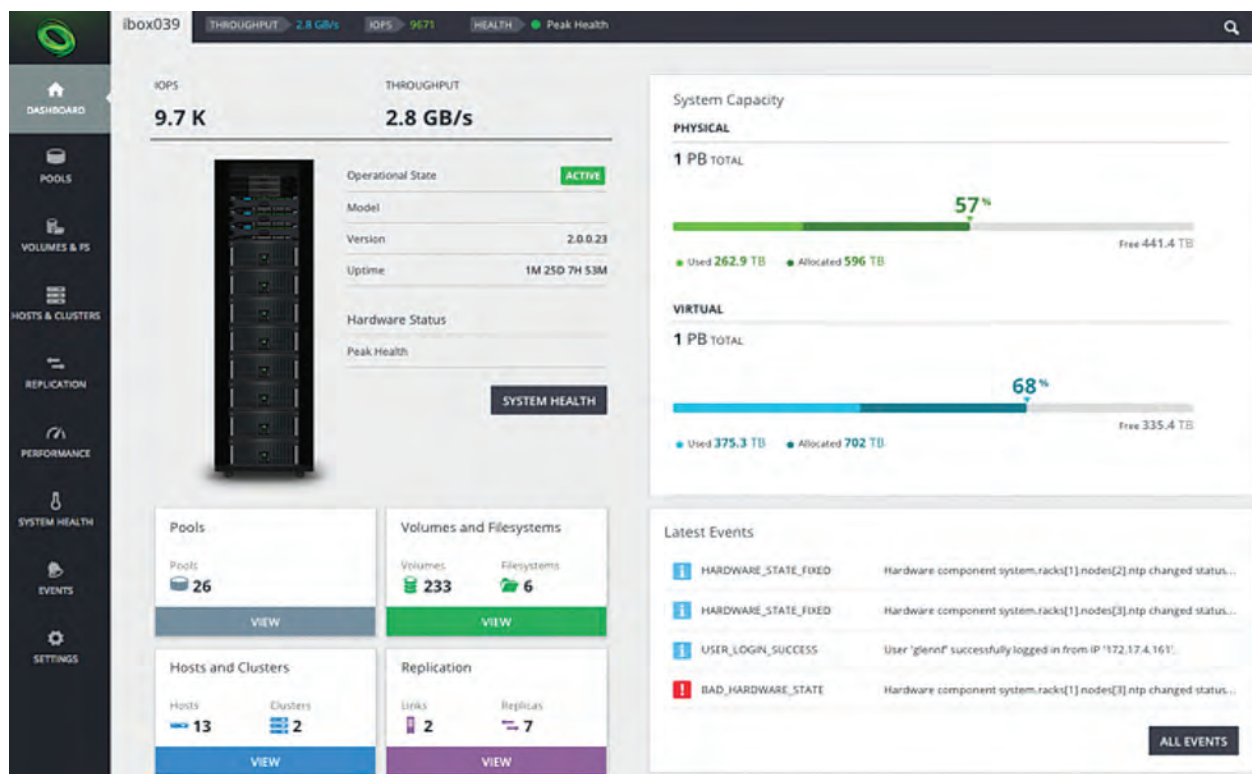 ibox039 THROUGHPUT 2.8 GB/s IOPS 9671 HEALTH Peak Health
DASHBOARD
POOLS
VOLUMES & FS
HOSTS & CLUSTERS
REPLICATION
PERFORMANCE
SYSTEM HEALTH
EVENTS
SETTINGS
IOPS THROUGHPUT
9.7 K 2.8 GB/s
Operational State ACTIVE
Model
Version 2.0.0.23
Uptime 1M 25D 7H 53M
Hardware Status
Peak Health
SYSTEM HEALTH
System Capacity
PHYSICAL
1 PB TOTAL
57%
Free 441.4 TB
Used 262.9 TB Allocated 596 TB
VIRTUAL
1 PB TOTAL
68%
Free 335.4 TB
Used 375.3 TB Allocated 702 TB
Pools
Pools
26
VIEW
Volumes and Filesystems
Volumes Filesystems
233 6
VIEW
Hosts and Clusters
Hosts Clusters
13 2
VIEW
Replication
Links Replicas
2 7
VIEW
Latest Events
HARDWARE_STATE_FIXED Hardware component system.racks[1].nodes[2].ntp changed status...
HARDWARE_STATE_FIXED Hardware component system.racks[1].nodes[3].ntp changed status...
USER_LOGIN_SUCCESS User 'glennf' successfully logged in from IP '172.17.4.161'.
BAD_HARDWARE_STATE Hardware component system.racks[1].nodes[3].ntp changed status...
ALL EVENTS